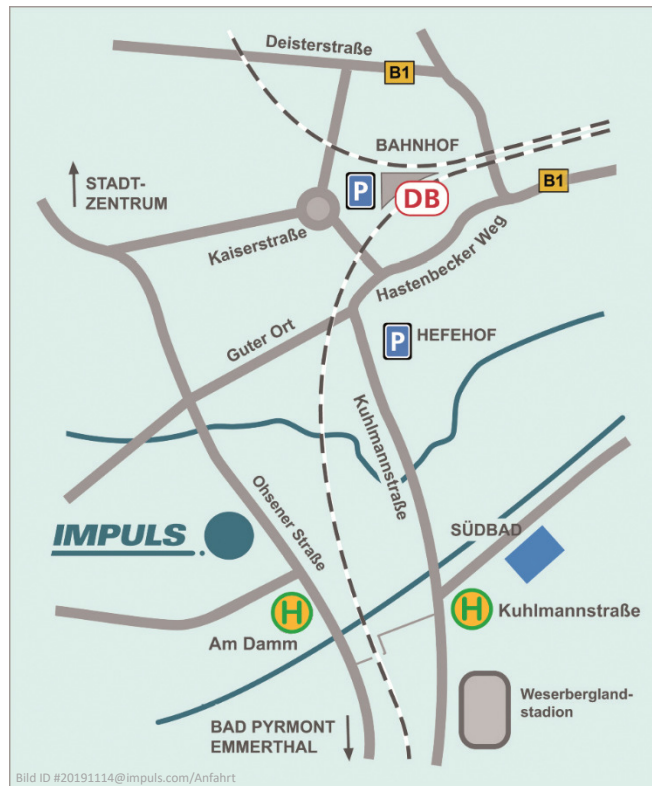 Deisterstraße
B1
BAHNHOF
STADT-
ZENTRUM
P
DB
B1
Kaiserstraße
Hastenbecker Weg
Guter Ort
P
HEFEHOF
Kuhlmannstraße
Ohsener Straße
IMPULS
SÜDBAD
H
Am Damm
H
Kuhlmannstraße
Weserbergland-
stadion
BAD PYRMONT
EMMERTHAL
Bild ID #20191114@impuls.com/Anfahrt